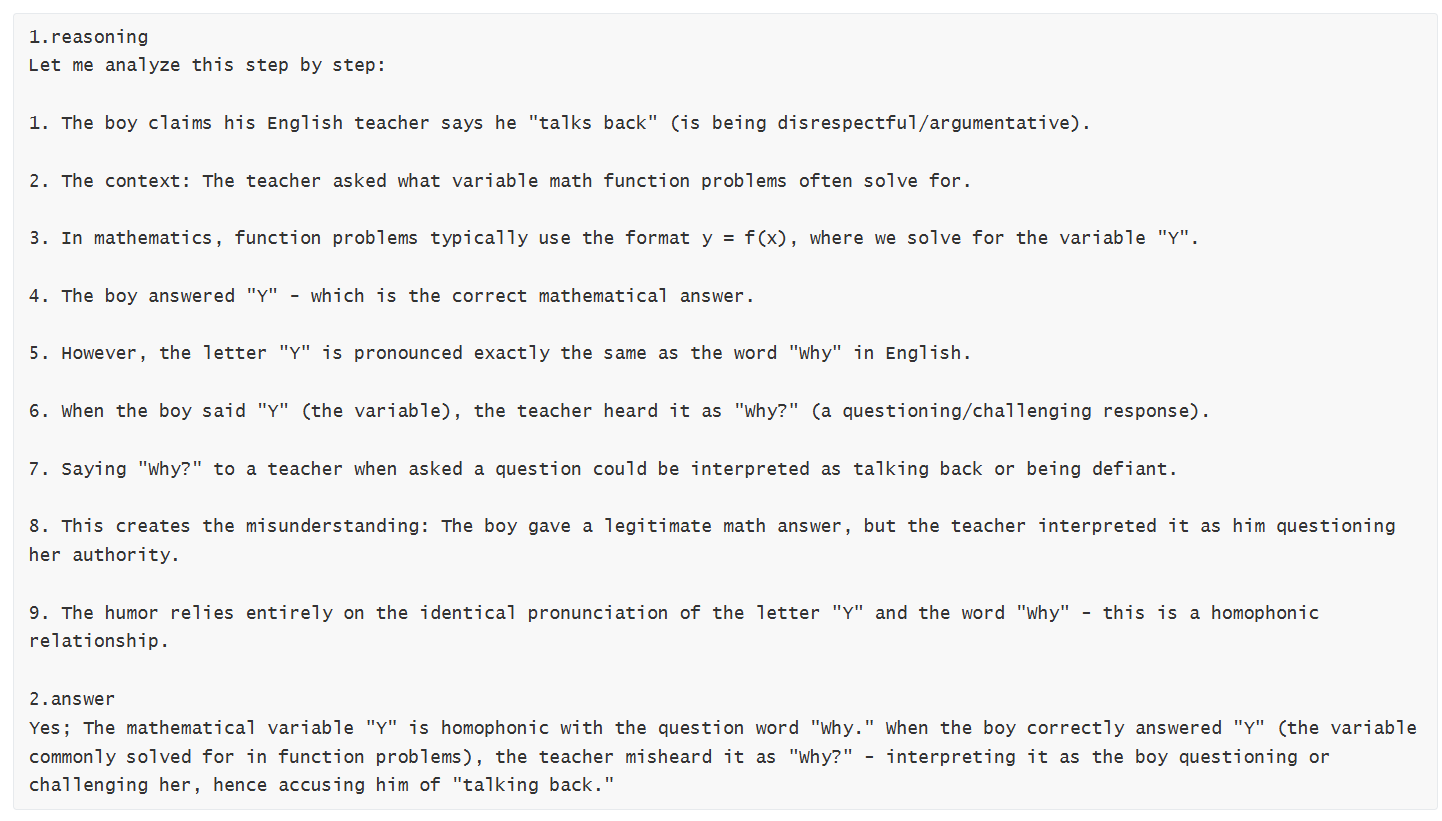 1.reasoning
Let me analyze this step by step:
1. The boy claims his English teacher says he "talks back" (is being disrespectful/argumentative).
2. The context: The teacher asked what variable math function problems often solve for.
3. In mathematics, function problems typically use the format y = f(x), where we solve for the variable "Y".
4. The boy answered "Y" - which is the correct mathematical answer.
5. However, the letter "Y" is pronounced exactly the same as the word "Why" in English.
6. When the boy said "Y" (the variable), the teacher heard it as "Why?" (a questioning/challenging response).
7. Saying "Why?" to a teacher when asked a question could be interpreted as talking back or being defiant.
8. This creates the misunderstanding: The boy gave a legitimate math answer, but the teacher interpreted it as him questioning
her authority.
9. The humor relies entirely on the identical pronunciation of the letter "Y" and the word "Why" - this is a homophonic
relationship.
2.answer
Yes; The mathematical variable "Y" is homophonic with the question word "Why." When the boy correctly answered "Y" (the variable
commonly solved for in function problems), the teacher misheard it as "Why?" - interpreting it as the boy questioning or
challenging her, hence accusing him of "talking back."